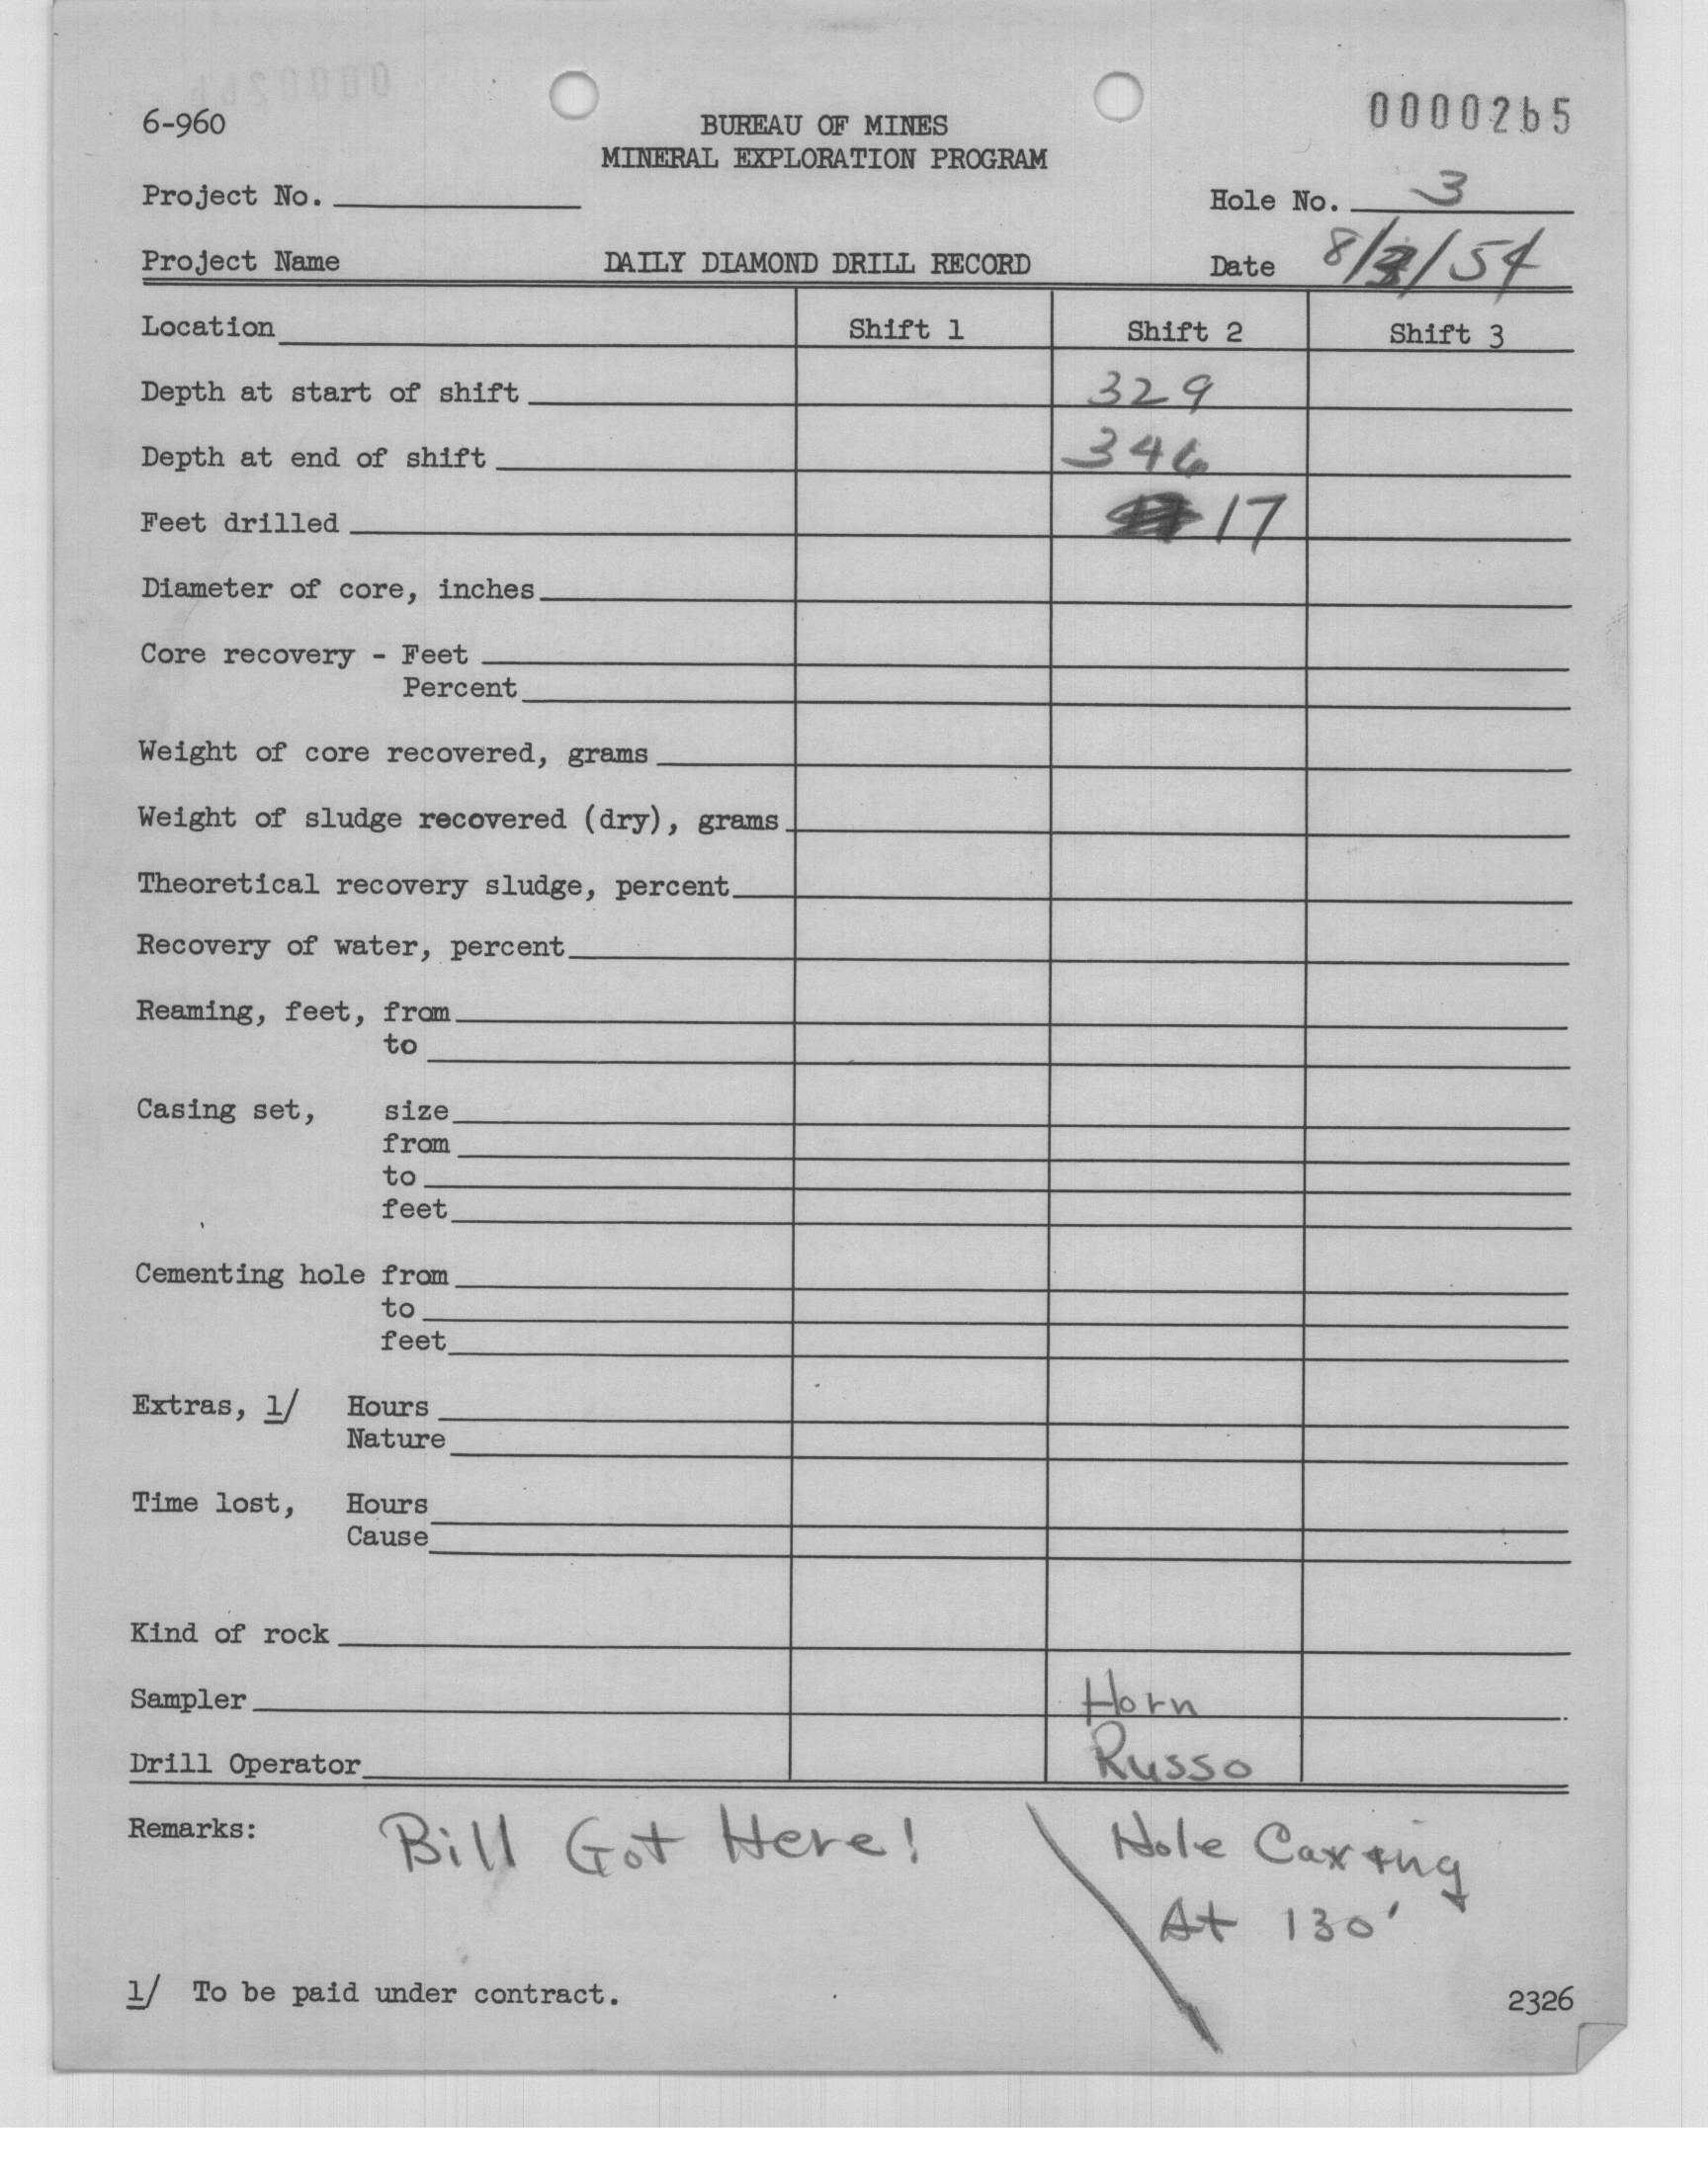 0000265
6-960
BUREAU OF MINES
MINERAL EXPLORATION PROGRAM
Project No.
Hole No. 3
Project Name
DAILY DIAMOND DRILL RECORD
Date 8/ /54
Location Shift 1 Shift 2 Shift 3
Depth at start of shift 329
Depth at end of shift 346
Feet drilled 17
Diameter of core, inches
Core recovery - Feet
Percent
Weight of core recovered, grams
Weight of sludge recovered (dry), grams
Theoretical recovery sludge, percent
Recovery of water, percent
Reaming, feet, from
to
Casing set, size
from
to
feet
Cementing hole from
to
feet
Extras, 1/ Hours
Nature
Time lost, Hours
Cause
Kind of rock
Sampler Horn
Drill Operator Russo
Remarks: Bill Got Here! Hole
At 130'
1/ To be paid under contract.
2326